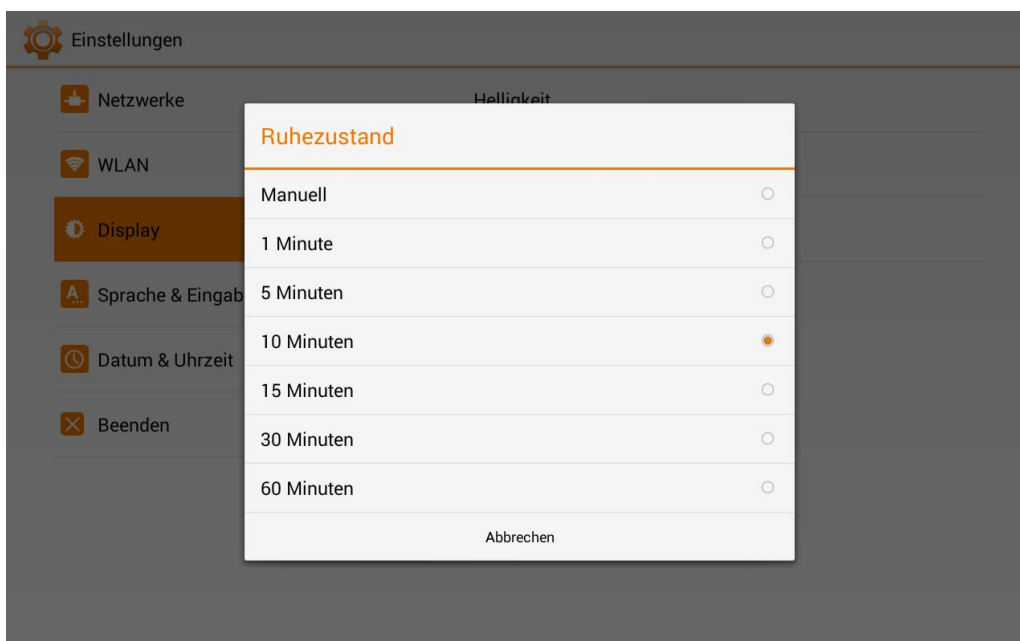 Einstellungen
Netzwerke
Helligkeit
WLAN
Display
Sprache & Eingab
Datum & Uhrzeit
Beenden
Ruhezustand
Manuell
1 Minute
5 Minuten
10 Minuten
15 Minuten
30 Minuten
60 Minuten
Abbrechen